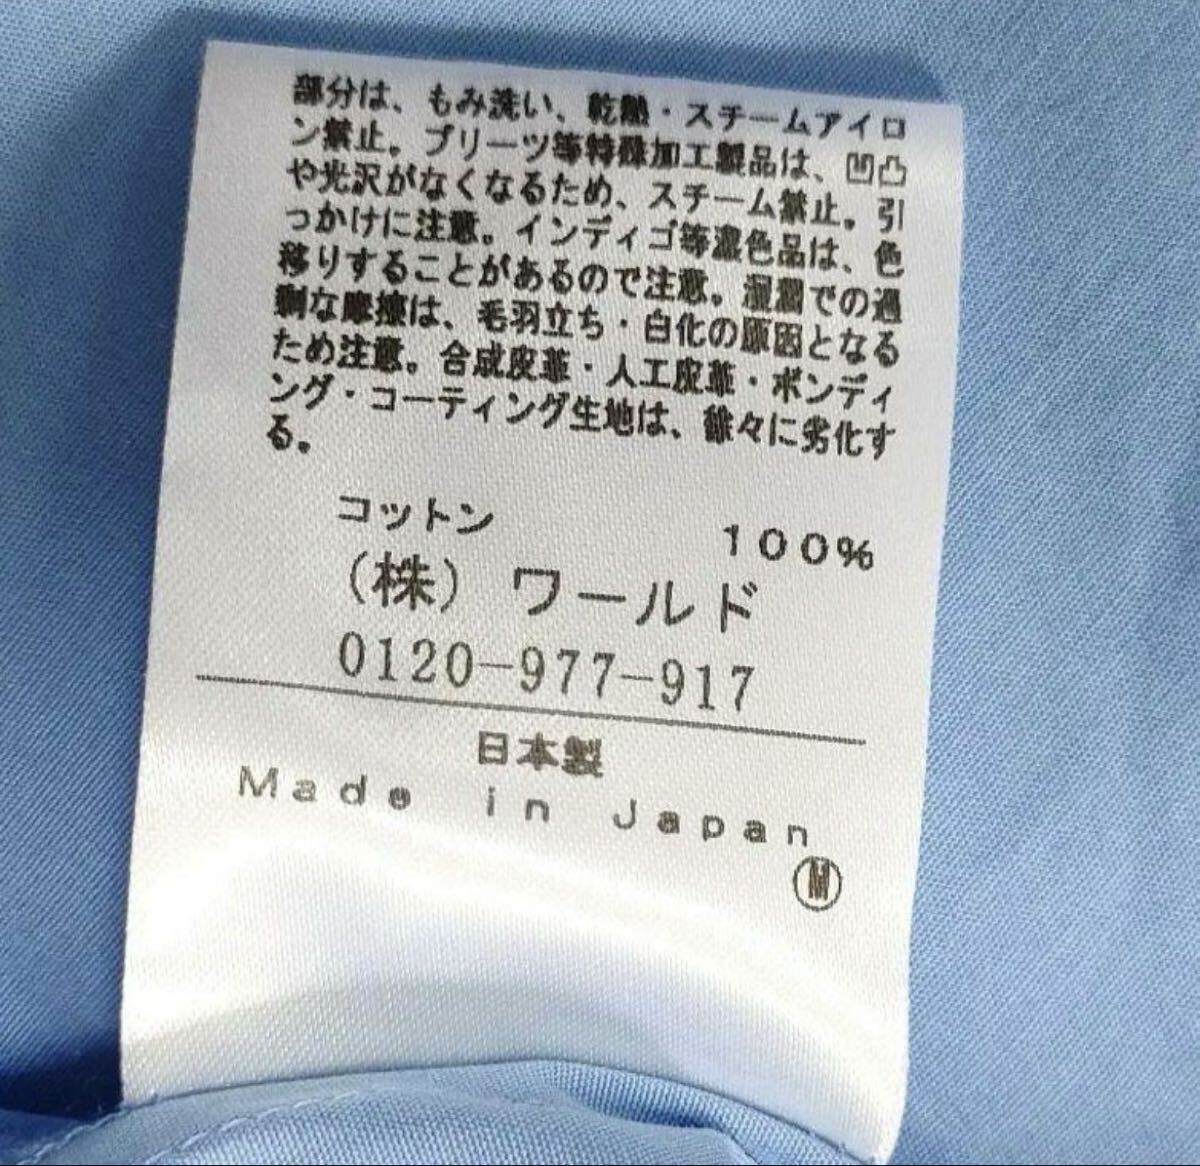 部分は、もみ洗い、乾熱・スチームアイロ
ン禁止。プリーツ等特殊加工製品は、凹凸
や光沢がなくなるため、スチーム禁止。引
っかけに注意。インディゴ等濃色品は、色
移りすることがあるので注意。湿潤での過
剰な摩擦は、毛羽立ち・白化の原因となる
ため注意。合成皮革・人工皮革・ボンディ
ング・コーティング生地は、徐々に劣化す
る。
コットン 100%
(株) ワールド
0120-977-917
日本製
Made in Japan
Ⓜ